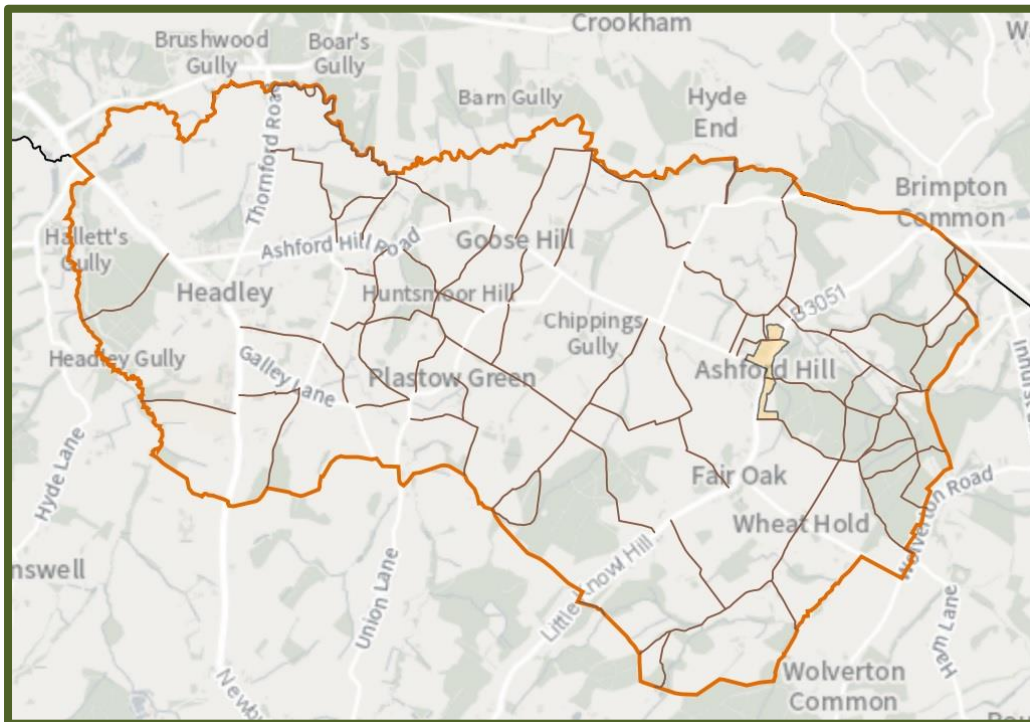 Crookham
Brushwood
Gully
Boar's
Gully
Barn Gully
Hyde
End
Thornford Road
Brimpton
Common
Hallett's
Gully
Ashford Hill Road
Goose Hill
Headley
Huntsmoor Hill
B3051
Chippings
Gully
Headley Gully
Galley Lane
Plastow Green
Ashford Hill
Hyde Lane
Fair Oak
Wheat Hold
Wolverton Road
Little Knowl Hill
Union Lane
Ham Lane
Wolverton
Common